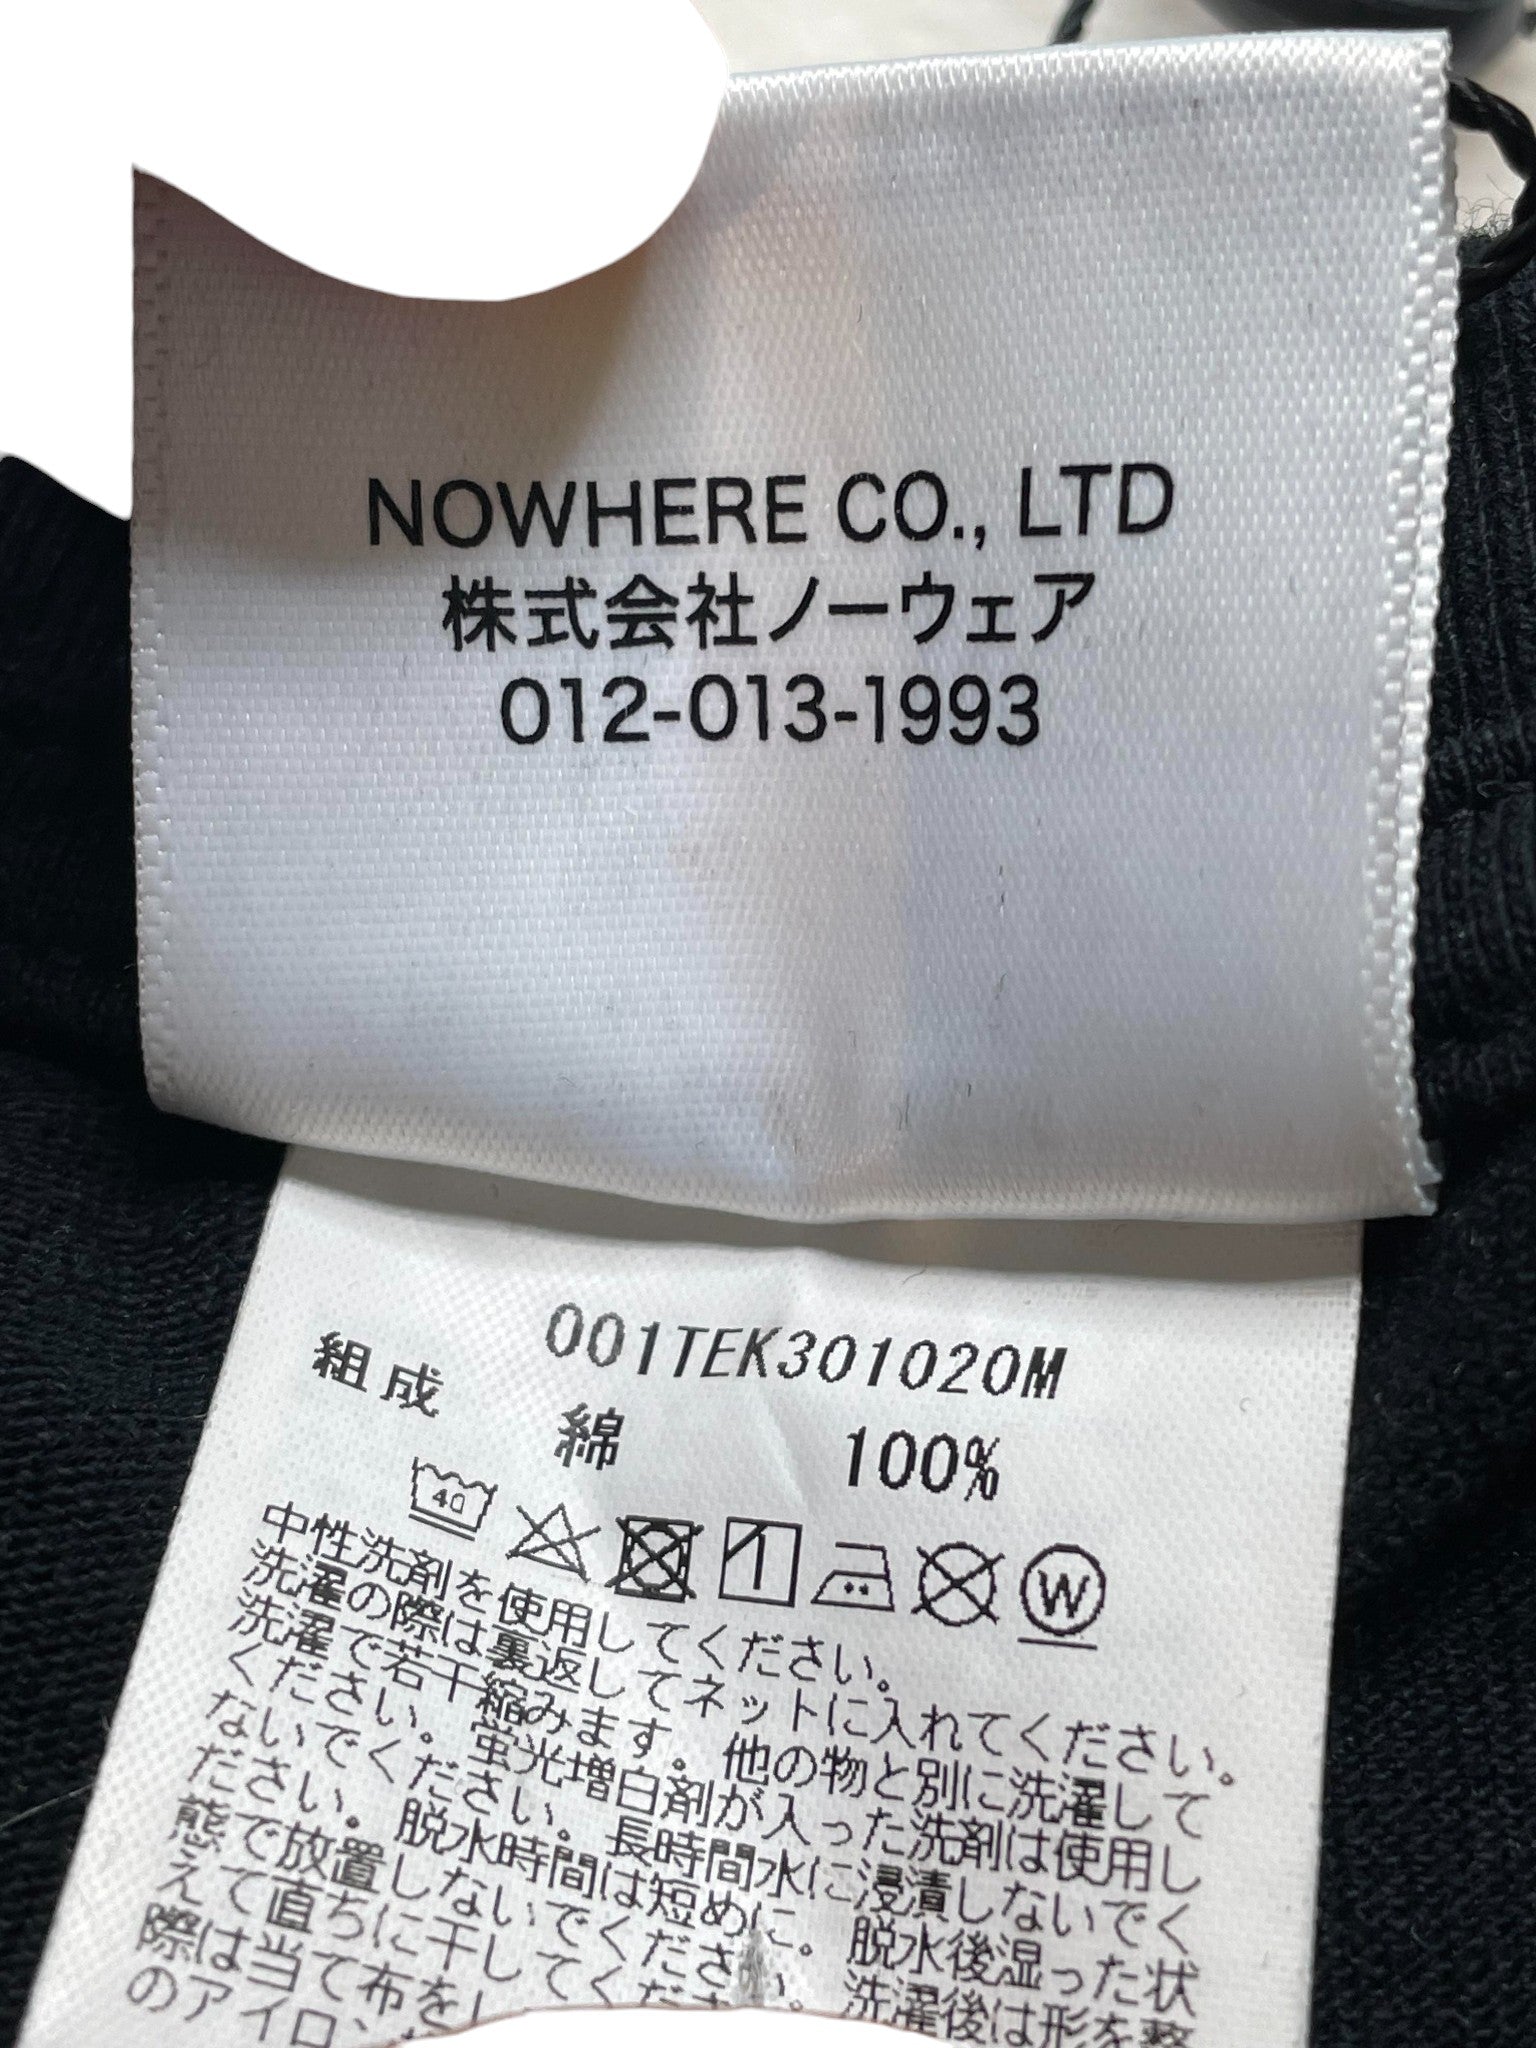 NOWHERE CO., LTD
株式会社ノーウェア
012-013-1993
001TEK301020M
組成 綿 100%
40
W
中性洗剤を使用してください。
洗濯の際は裏返してネットに入れてください。
洗濯で若干縮みます。他の物と別に洗濯して
ください。蛍光増白剤が入った洗剤は使用し
ないでください。長時間水に浸漬しないでく
ださい。脱水時間は短めに。脱水後湿った状
態で放置しないでください。洗濯後は形を整
えて直ちに干してくだ
際は当て布をし
のアイロン